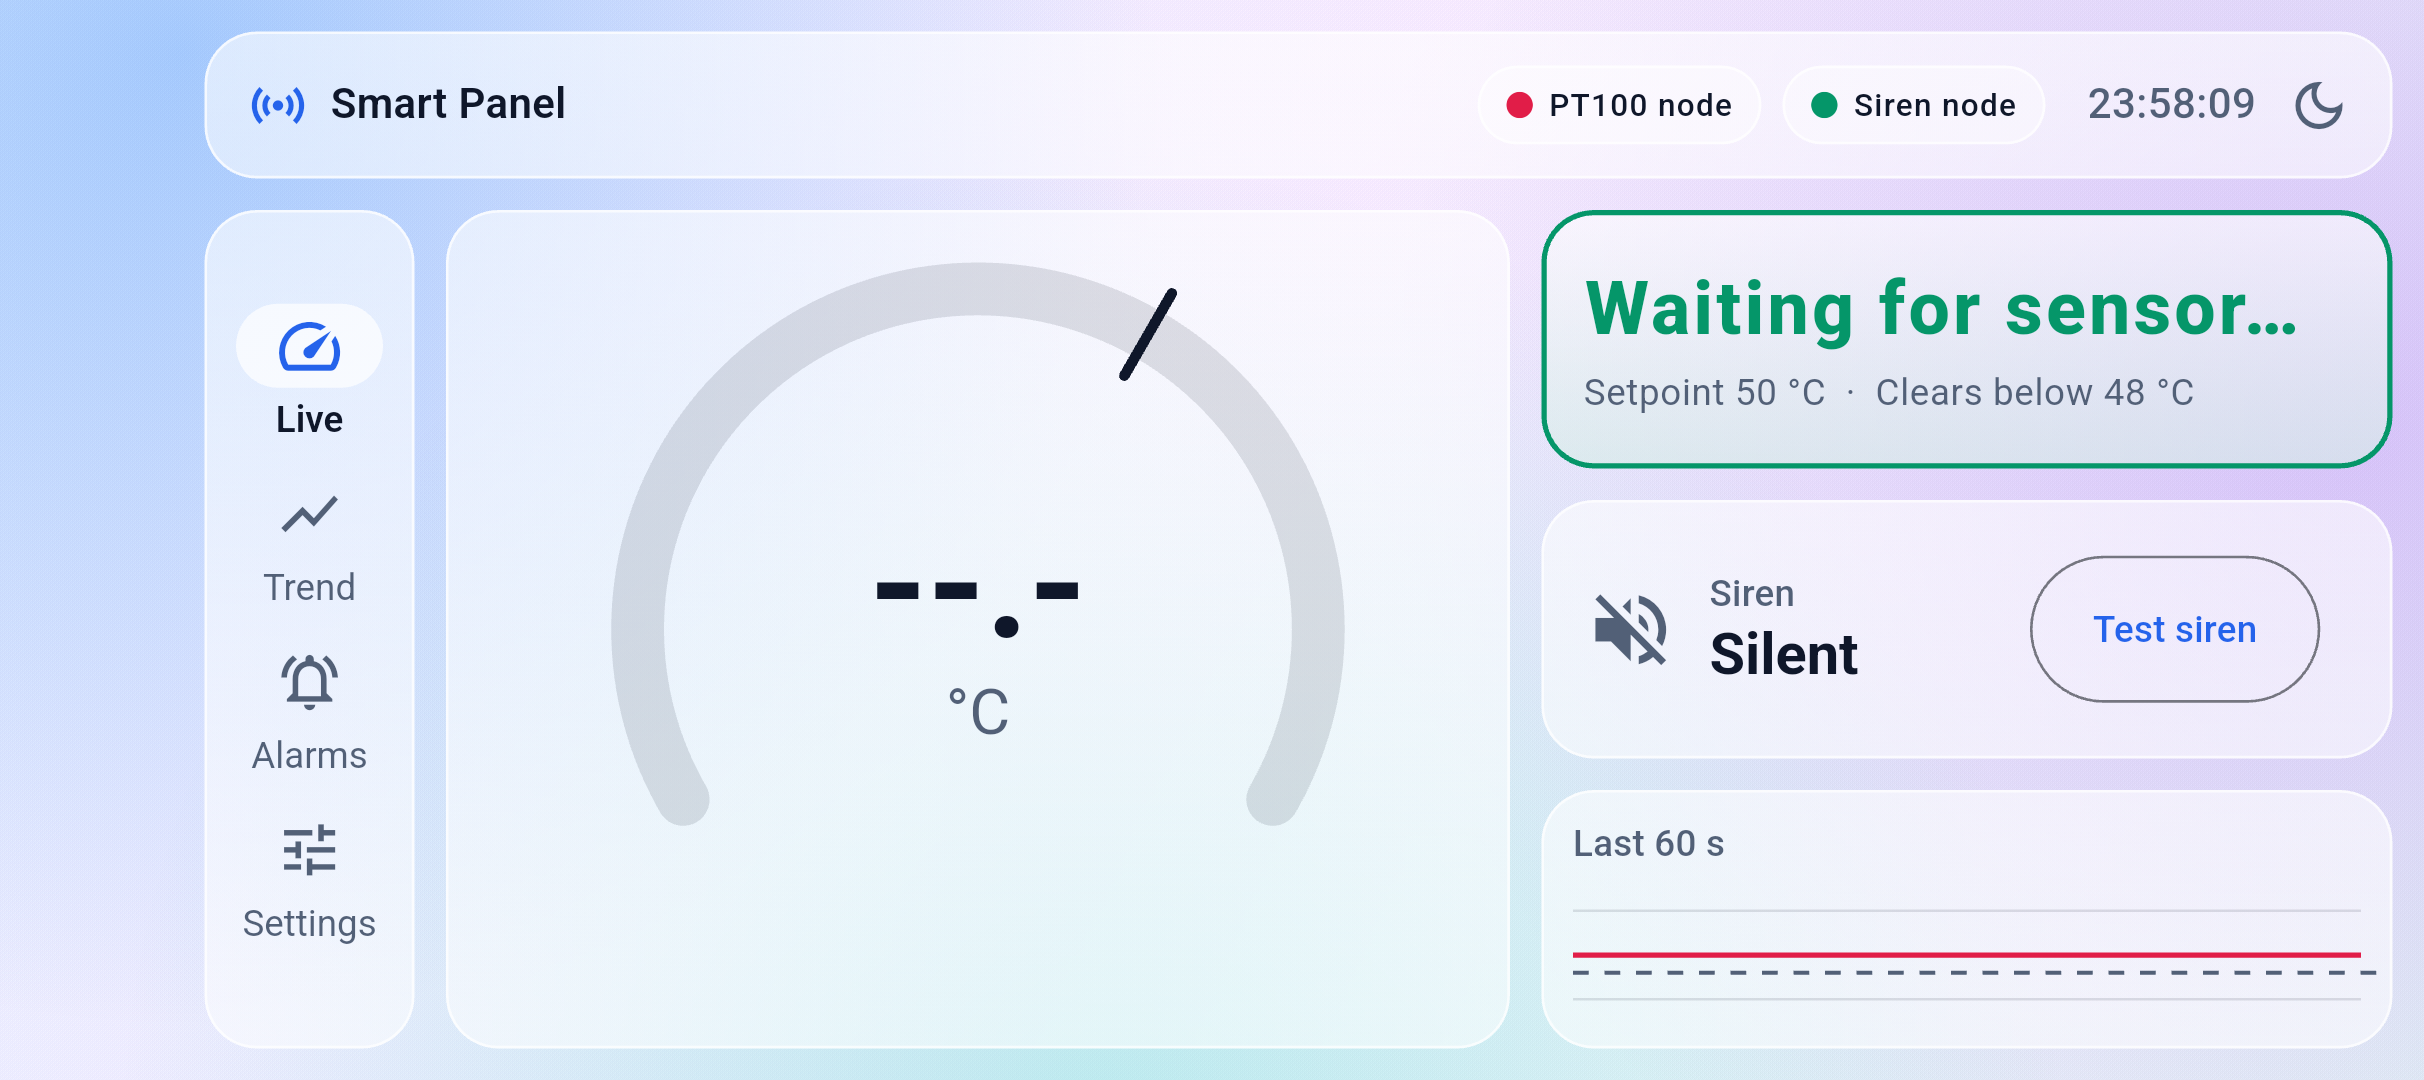 Smart Panel
PT100 node
Siren node
23:58:09
Live
Trend
Alarms
Settings
--.-
°C
Waiting for sensor…
Setpoint 50 °C · Clears below 48 °C
Siren
Silent
Test siren
Last 60 s